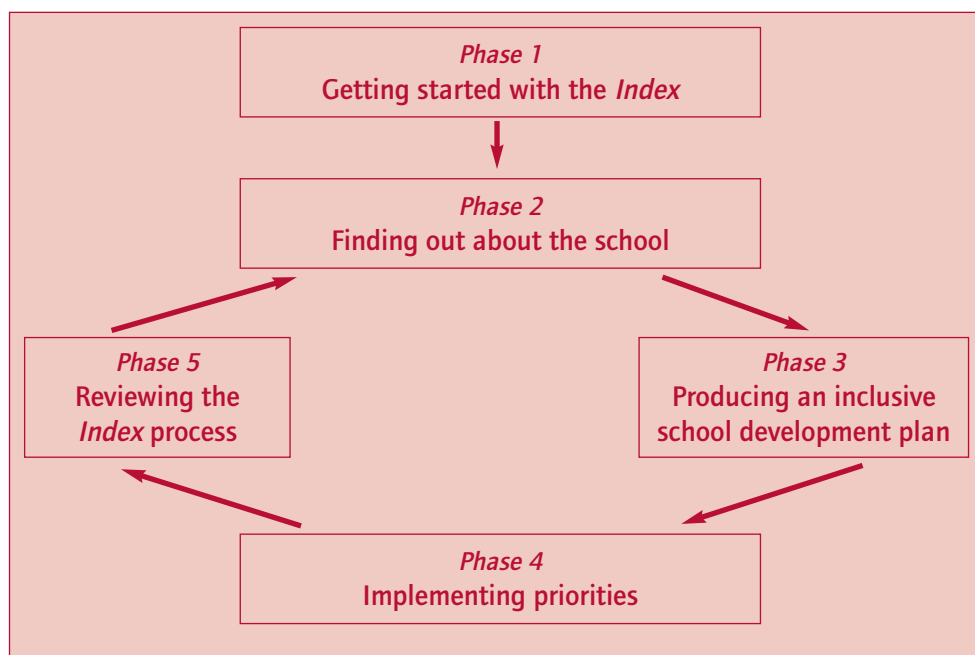 Phase 1
Getting started with the Index
Phase 2
Finding out about the school
Phase 5
Reviewing the
Index process
Phase 3
Producing an inclusive
school development plan
Phase 4
Implementing priorities